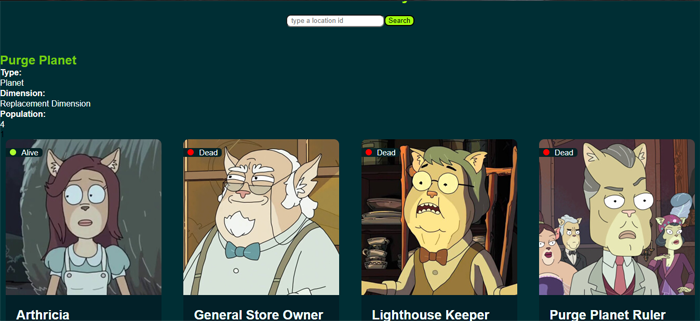 type a location id
Search
Purge Planet
Type:
Planet
Dimension:
Replacement Dimension
Population:
4
Alive
Dead
Dead
Dead
Arthricia
General Store Owner
Lighthouse Keeper
Purge Planet Ruler